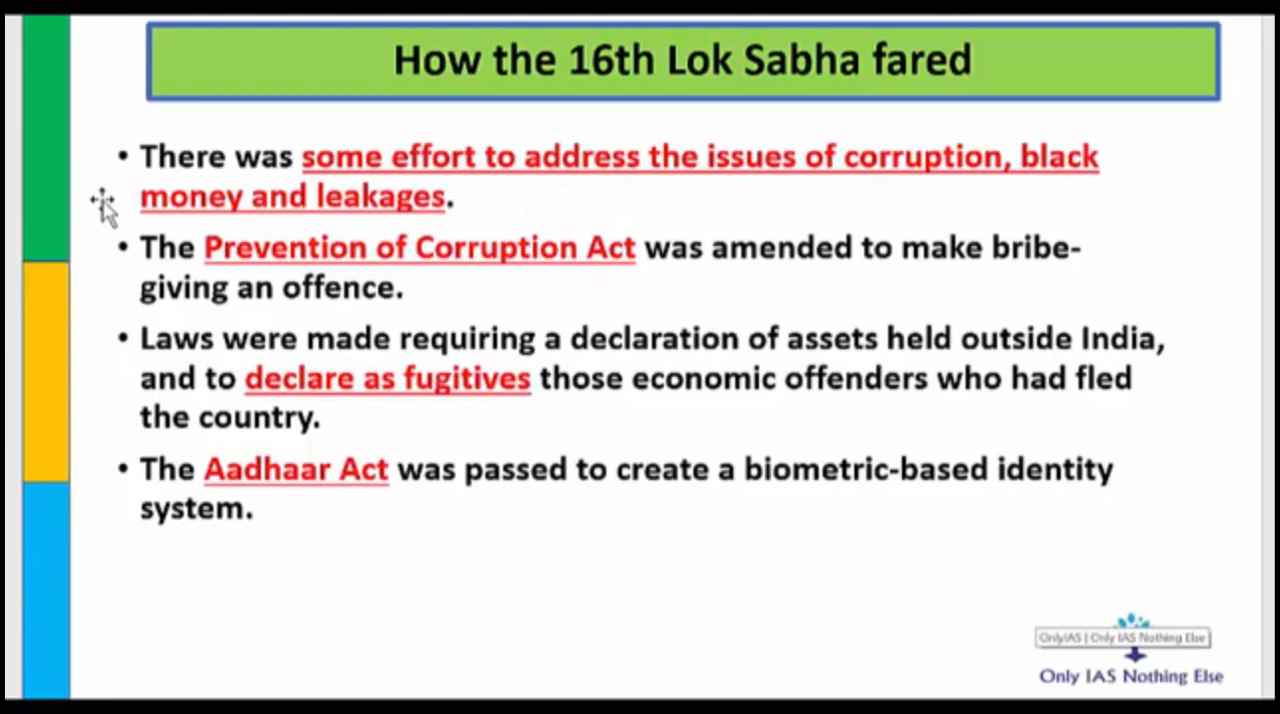 How the 16th Lok Sabha fared
• There was some effort to address the issues of corruption, black
money and leakages.
• The Prevention of Corruption Act was amended to make bribe-
giving an offence.
• Laws were made requiring a declaration of assets held outside India,
and to declare as fugitives those economic offenders who had fled
the country.
• The Aadhaar Act was passed to create a biometric-based identity
system.
OnlyIAS | Only IAS Nothing Else
Only IAS Nothing Else